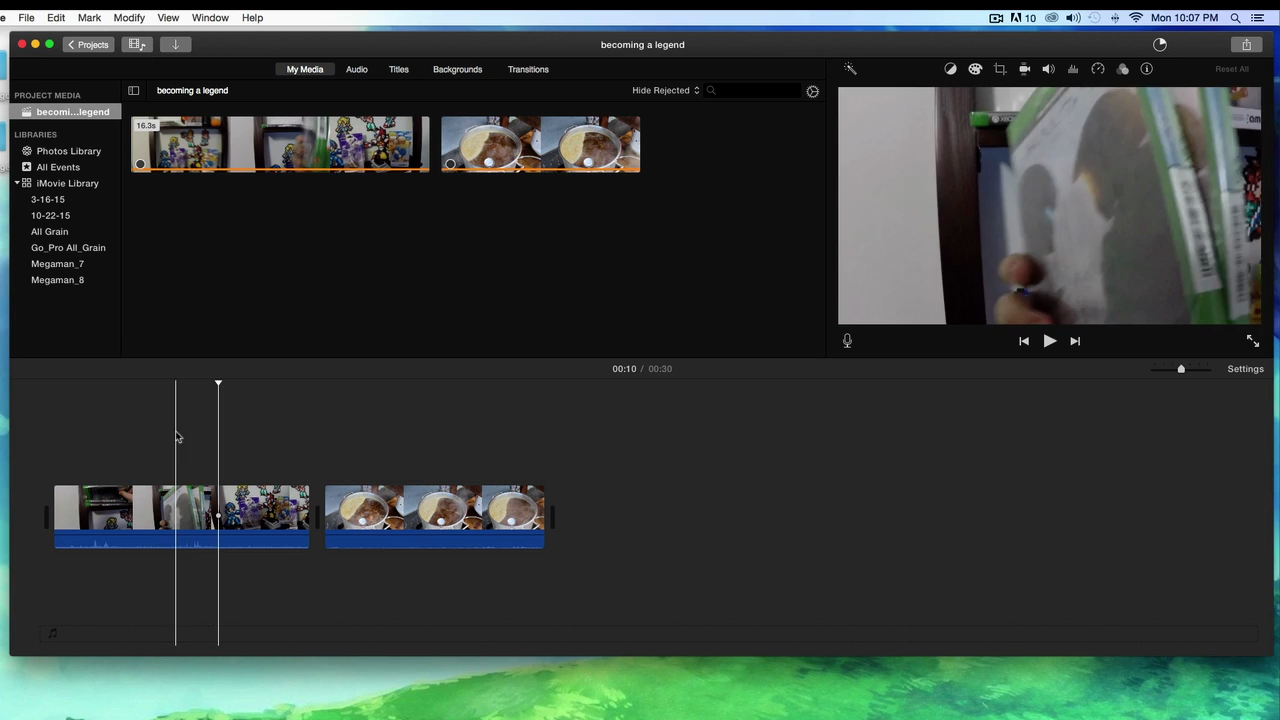 File Edit Mark Modify View Window Help
10
Mon 10:07 PM
Projects
becoming a legend
My Media Audio Titles Backgrounds Transitions
Reset All
PROJECT MEDIA
becoming a legend
Hide Rejected
becomi...legend
16.3s
LIBRARIES
Photos Library
All Events
iMovie Library
3-16-15
10-22-15
All Grain
Go_Pro All_Grain
Megaman_7
Megaman_8
00:10 / 00:30
Settings